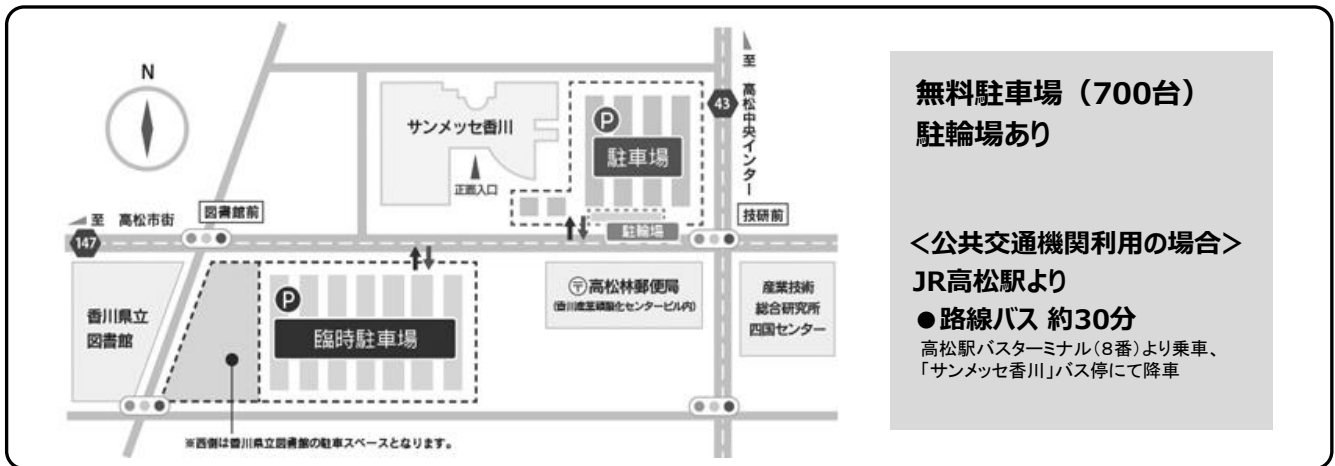 N
至 高松中央インター
43
サンメッセ香川
P
駐車場
正面入口
至 高松市街
図書館前
技研前
駐輪場
147
香川県立
図書館
P
臨時駐車場
〒高松林郵便局
(香川産業頭脳化センタービル内)
産業技術
総合研究所
四国センター
※西側は香川県立図書館の駐車スペースとなります。
無料駐車場（700台）
駐輪場あり
＜公共交通機関利用の場合＞
JR高松駅より
●路線バス 約30分
高松駅バスターミナル（８番）より乗車、
「サンメッセ香川」バス停にて降車